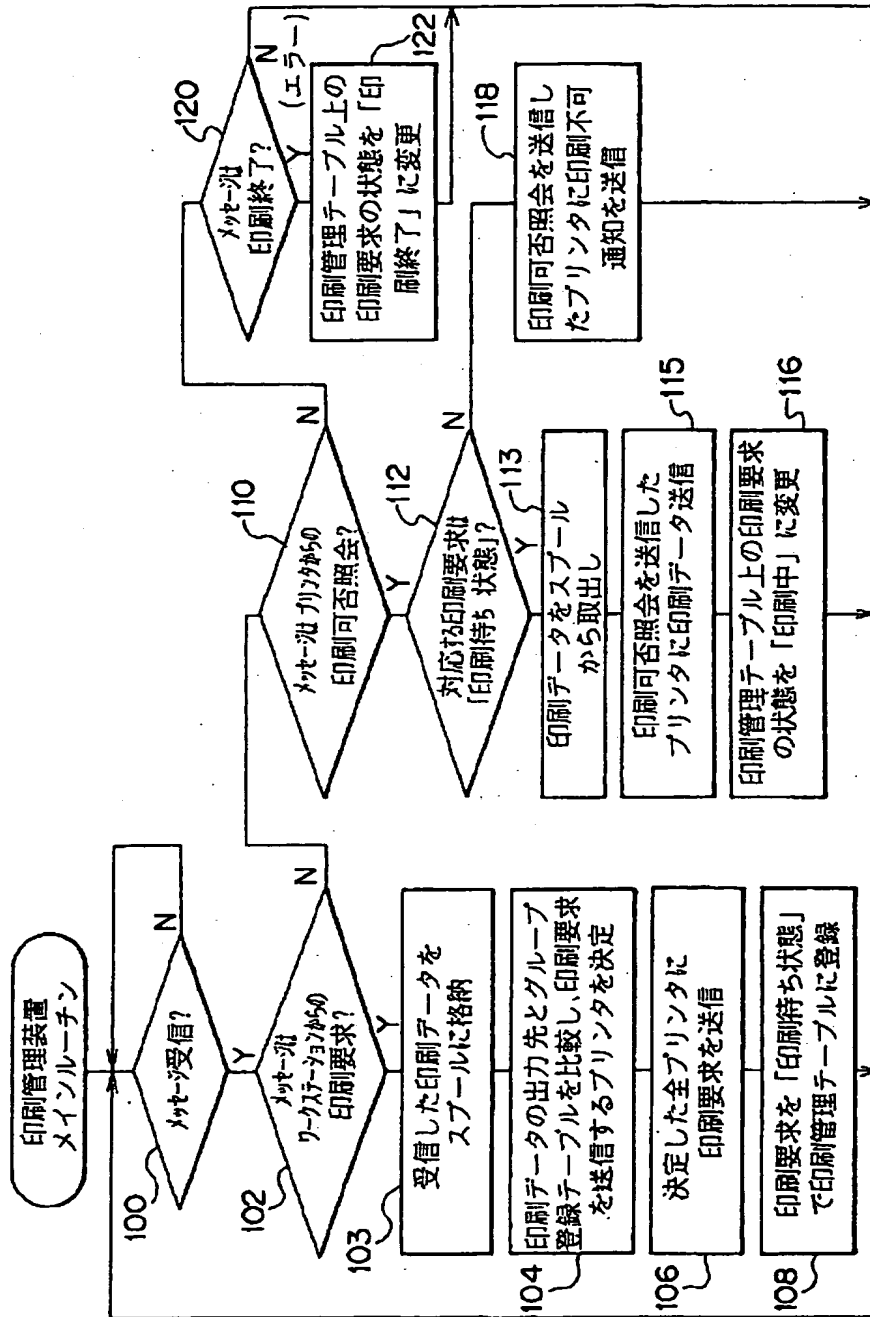 印刷管理装置
メインルーチン
100
メッセージ受信?
N
Y
102
メッセージは
ワークステーションからの
印刷要求?
N
Y
103
受信した印刷データを
スプールに格納
104
印刷データの出力先とグループ
登録テーブルを比較し、印刷要求
を送信するプリンタを決定
106
決定した全プリンタに
印刷要求を送信
108
印刷要求を「印刷待ち状態」
で印刷管理テーブルに登録
110
メッセージはプリンタからの
印刷可否照会?
N
Y
112
対応する印刷要求は
「印刷待ち状態」?
N
Y
113
印刷データをスプール
から取出し
115
印刷可否照会を送信した
プリンタに印刷データ送信
116
印刷管理テーブル上の印刷要求
の状態を「印刷中」に変更
118
印刷可否照会を送信し
たプリンタに印刷不可
通知を送信
120
メッセージは
印刷終了?
N
(エラー)
Y
122
印刷管理テーブル上の
印刷要求の状態を「印
刷終了」に変更